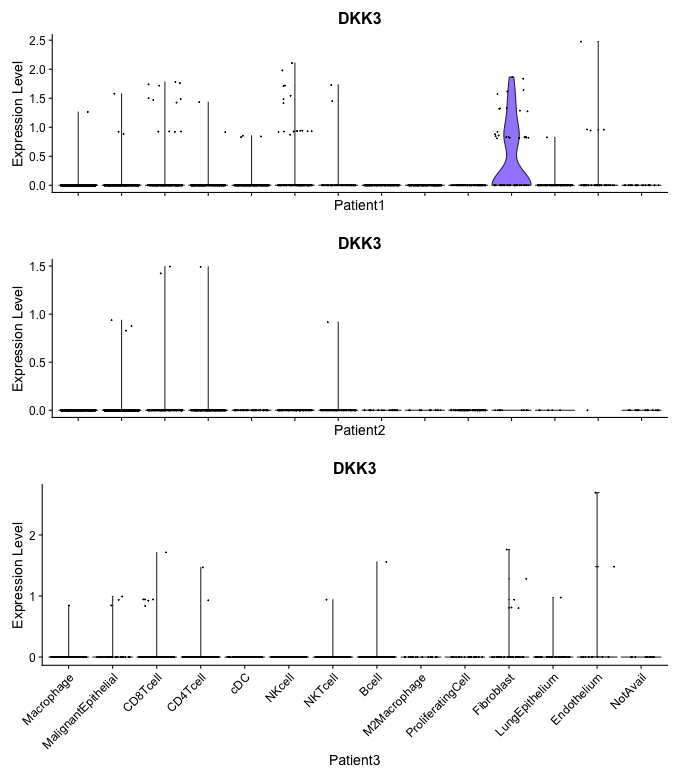 DKK3
Expression Level
2.5
2.0
1.5
1.0
0.5
0.0
Patient1
DKK3
Expression Level
1.5
1.0
0.5
0.0
Patient2
DKK3
Expression Level
2
1
0
Macrophage
MalignantEpithelial
CD8Tcell
CD4Tcell
cDC
NKcell
NKTcell
Bcell
M2Macrophage
ProliferatingCell
Fibroblast
LungEpithelium
Endothelium
NotAvail
Patient3